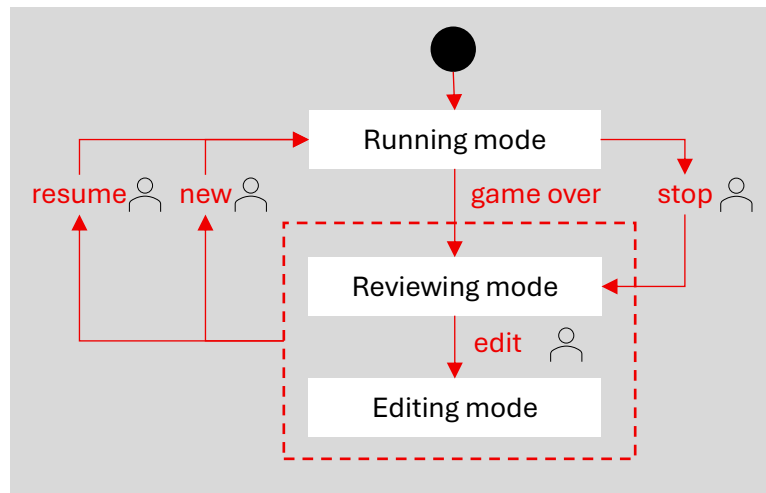 Running mode
resume
new
game over
stop
Reviewing mode
edit
Editing mode